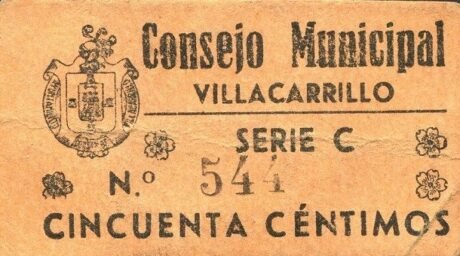 Consejo Municipal
VILLACARRILLO
SERIE C
N.º 544
CINCUENTA CÉNTIMOS